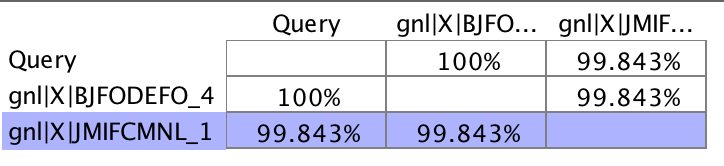 Query gnl|X|BJFO... gnl|X|JMIF...
Query 100% 99.843%
gnl|X|BJFODEFO_4 100% 99.843%
gnl|X|JMIFCMNL_1 99.843% 99.843%